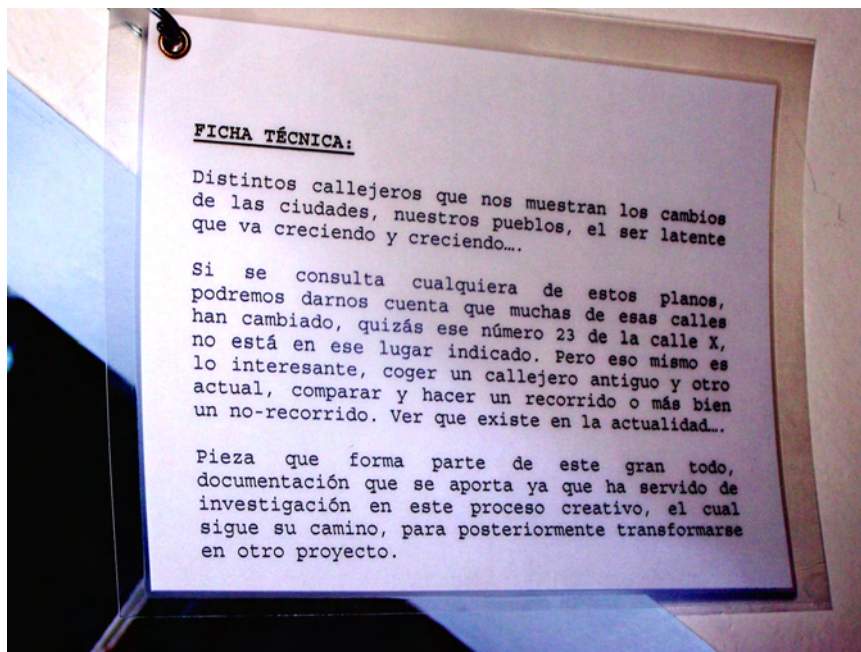 FICHA TÉCNICA:
Distintos callejeros que nos muestran los cambios
de las ciudades, nuestros pueblos, el ser latente
que va creciendo y creciendo….
Si se consulta cualquiera de estos planos,
podremos darnos cuenta que muchas de esas calles
han cambiado, quizás ese número 23 de la calle X,
no está en ese lugar indicado. Pero eso mismo es
lo interesante, coger un callejero antiguo y otro
actual, comparar y hacer un recorrido o más bien
un no-recorrido. Ver que existe en la actualidad….
Pieza que forma parte de este gran todo,
documentación que se aporta ya que ha servido de
investigación en este proceso creativo, el cual
sigue su camino, para posteriormente transformarse
en otro proyecto.